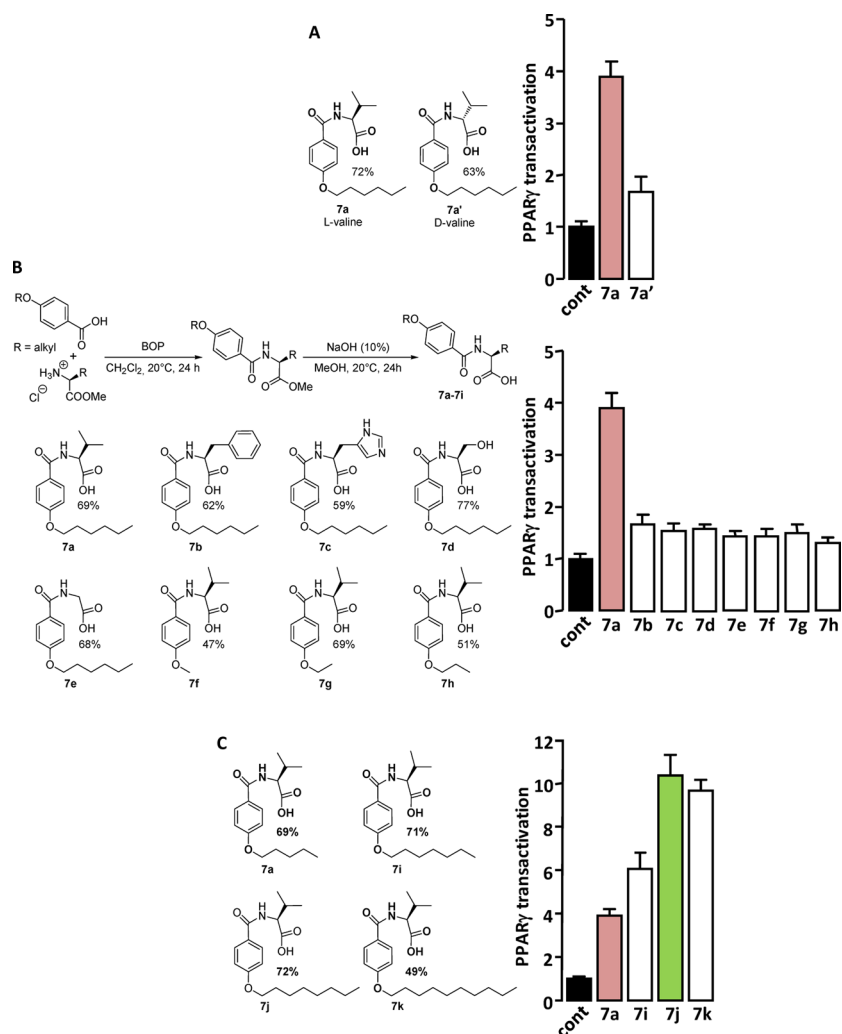 A
O
H
N
O
OH
72%
O
7a
L-valine
O
H
N
O
OH
63%
O
7a'
D-valine
PPARγ transactivation
5
4
3
2
1
0
cont 7a 7a’
B
RO
OH
O
R = alkyl
+
H3N
+
R
Cl
COOMe
BOP
CH2Cl2, 20°C, 24 h
RO
H
N
R
O
O
OMe
NaOH (10%)
MeOH, 20°C, 24h
RO
H
N
R
O
O
OH
7a-7i
O
H
N
O
OH
69%
O
7a
O
H
N
O
OH
62%
O
7b
O
H
N
H
N
N
O
OH
59%
O
7c
O
H
N
OH
O
OH
77%
O
7d
O
H
N
O
OH
68%
O
7e
O
H
N
O
OH
47%
O
7f
O
H
N
O
OH
69%
O
7g
O
H
N
O
OH
51%
O
7h
PPARγ transactivation
5
4
3
2
1
0
cont 7a 7b 7c 7d 7e 7f 7g 7h
C
O
H
N
O
OH
69%
O
7a
O
H
N
O
OH
71%
O
7i
O
H
N
O
OH
72%
O
7j
O
H
N
O
OH
49%
O
7k
PPARγ transactivation
12
10
8
6
4
2
0
cont 7a 7i 7j 7k